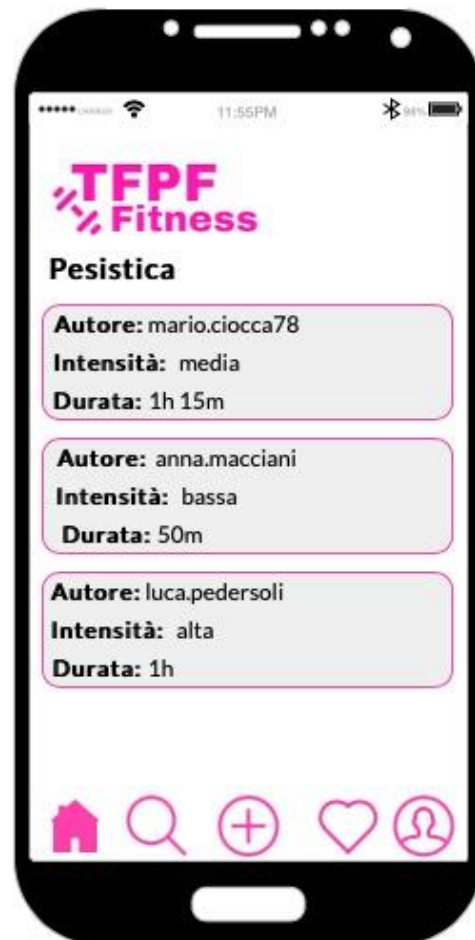 11:55PM
TFPF
Fitness
Pesistica
Autore: mario.ciocca78
Intensità: media
Durata: 1h 15m
Autore: anna.macciani
Intensità: bassa
Durata: 50m
Autore: luca.pedersoli
Intensità: alta
Durata: 1h